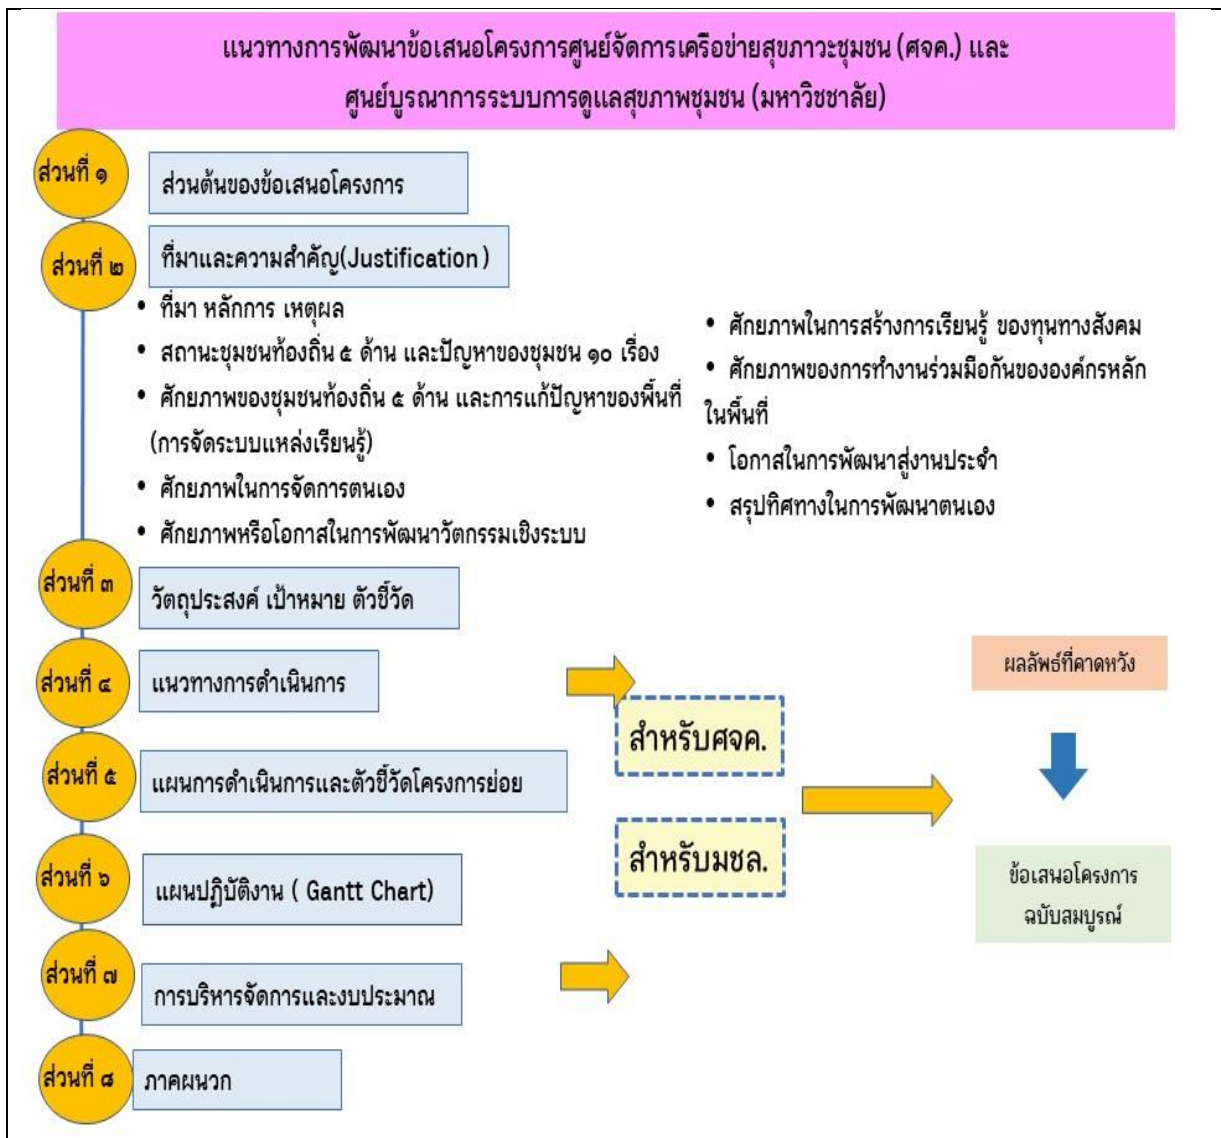 แนวทางการพัฒนาข้อเสนอโครงการศูนย์จัดการเครือข่ายสุขภาวะชุมชน (ศจค.) และ
ศูนย์บูรณาการระบบการดูแลสุขภาพชุมชน (มหาวิชชาลัย)
ส่วนที่ ๑
ส่วนต้นของข้อเสนอโครงการ
ส่วนที่ ๒
ที่มาและความสำคัญ(Justification )
• ที่มา หลักการ เหตุผล
• สถานะชุมชนท้องถิ่น ๕ ด้าน และปัญหาของชุมชน ๑๐ เรื่อง
• ศักยภาพของชุมชนท้องถิ่น ๕ ด้าน และการแก้ปัญหาของพื้นที่
(การจัดระบบแหล่งเรียนรู้)
• ศักยภาพในการจัดการตนเอง
• ศักยภาพหรือโอกาสในการพัฒนาวัตกรรมเชิงระบบ
• ศักยภาพในการสร้างการเรียนรู้ ของทุนทางสังคม
• ศักยภาพของการทำงานร่วมมือกันขององค์กรหลัก
ในพื้นที่
• โอกาสในการพัฒนาสู่งานประจำ
• สรุปทิศทางในการพัฒนาตนเอง
ส่วนที่ ๓
วัตถุประสงค์ เป้าหมาย ตัวชี้วัด
ส่วนที่ ๔
แนวทางการดำเนินการ
ส่วนที่ ๕
แผนการดำเนินการและตัวชี้วัดโครงการย่อย
ส่วนที่ ๖
แผนปฏิบัติงาน ( Gantt Chart)
ส่วนที่ ๗
การบริหารจัดการและงบประมาณ
ส่วนที่ ๘
ภาคผนวก
สำหรับศจค.
สำหรับมชล.
ผลลัพธ์ที่คาดหวัง
ข้อเสนอโครงการ
ฉบับสมบูรณ์